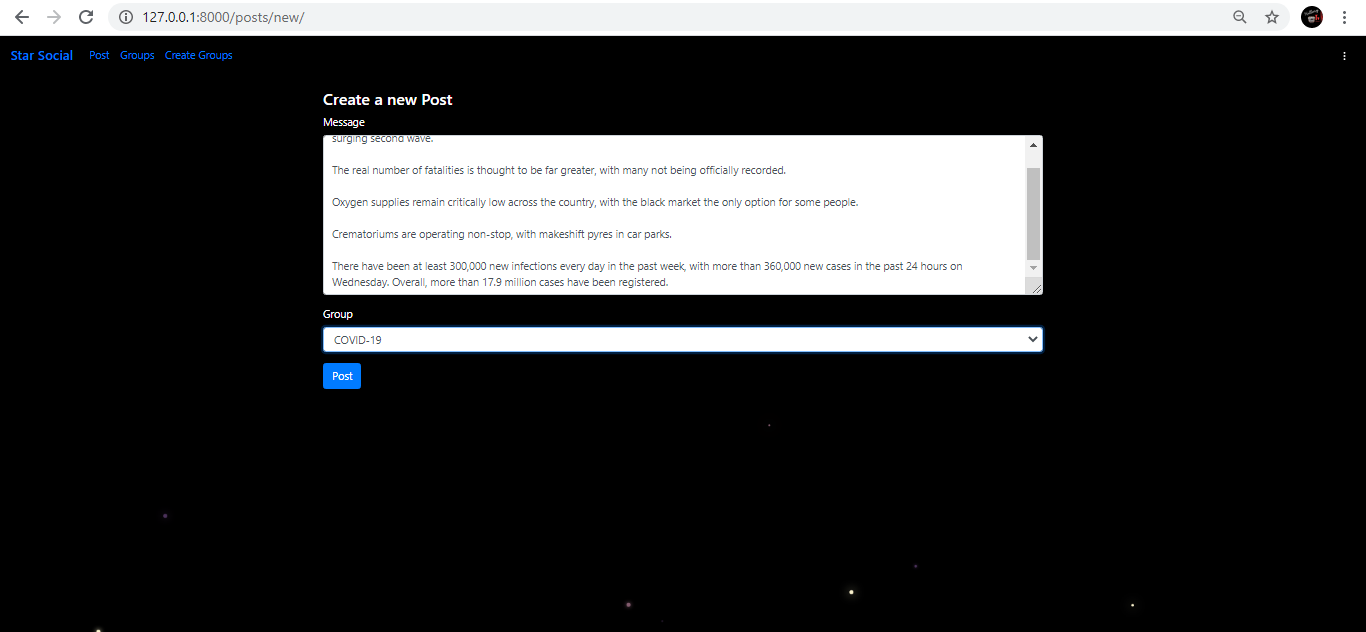 127.0.0.1:8000/posts/new/
Star Social Post Groups Create Groups
Create a new Post
Message
surging second wave.
The real number of fatalities is thought to be far greater, with many not being officially recorded.
Oxygen supplies remain critically low across the country, with the black market the only option for some people.
Crematoriums are operating non-stop, with makeshift pyres in car parks.
There have been at least 300,000 new infections every day in the past week, with more than 360,000 new cases in the past 24 hours on
Wednesday. Overall, more than 17.9 million cases have been registered.
Group
COVID-19
Post